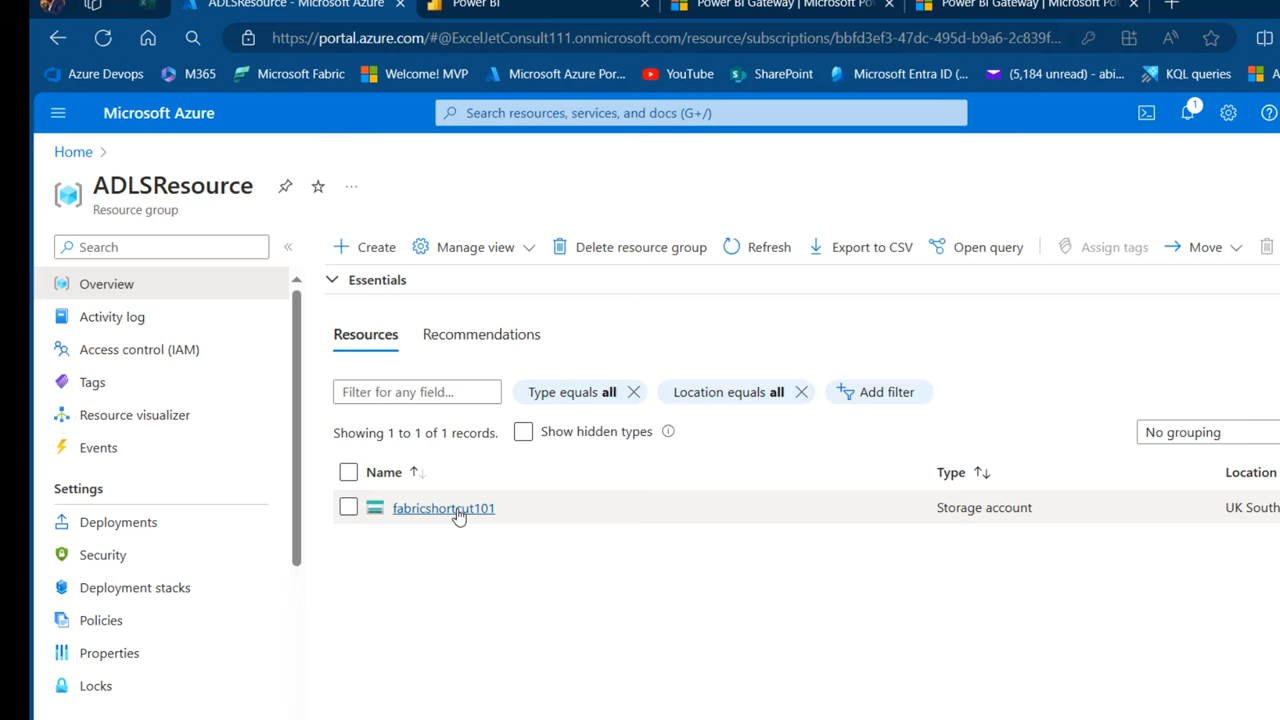 ADLSResource - Microsoft Azure
Power BI
Power BI Gateway | Microsoft Po
Power BI Gateway | Microsoft Po
https://portal.azure.com/#@ExcelJetConsult111.onmicrosoft.com/resource/subscriptions/bbfd3ef3-47dc-495d-b9a6-2c839f...
Azure Devops
M365
Microsoft Fabric
Welcome! MVP
Microsoft Azure Por...
YouTube
SharePoint
Microsoft Entra ID (...
(5,184 unread) - abi...
KQL queries
Microsoft Azure
Search resources, services, and docs (G+/)
1
Home
ADLSResource
Resource group
Search
Create
Manage view
Delete resource group
Refresh
Export to CSV
Open query
Assign tags
Move
Overview
Activity log
Access control (IAM)
Tags
Resource visualizer
Events
Settings
Deployments
Security
Deployment stacks
Policies
Properties
Locks
Essentials
Resources
Recommendations
Filter for any field...
Type equals all
Location equals all
Add filter
Showing 1 to 1 of 1 records.
Show hidden types
No grouping
Name
Type
Location
fabricshortcut101
Storage account
UK South